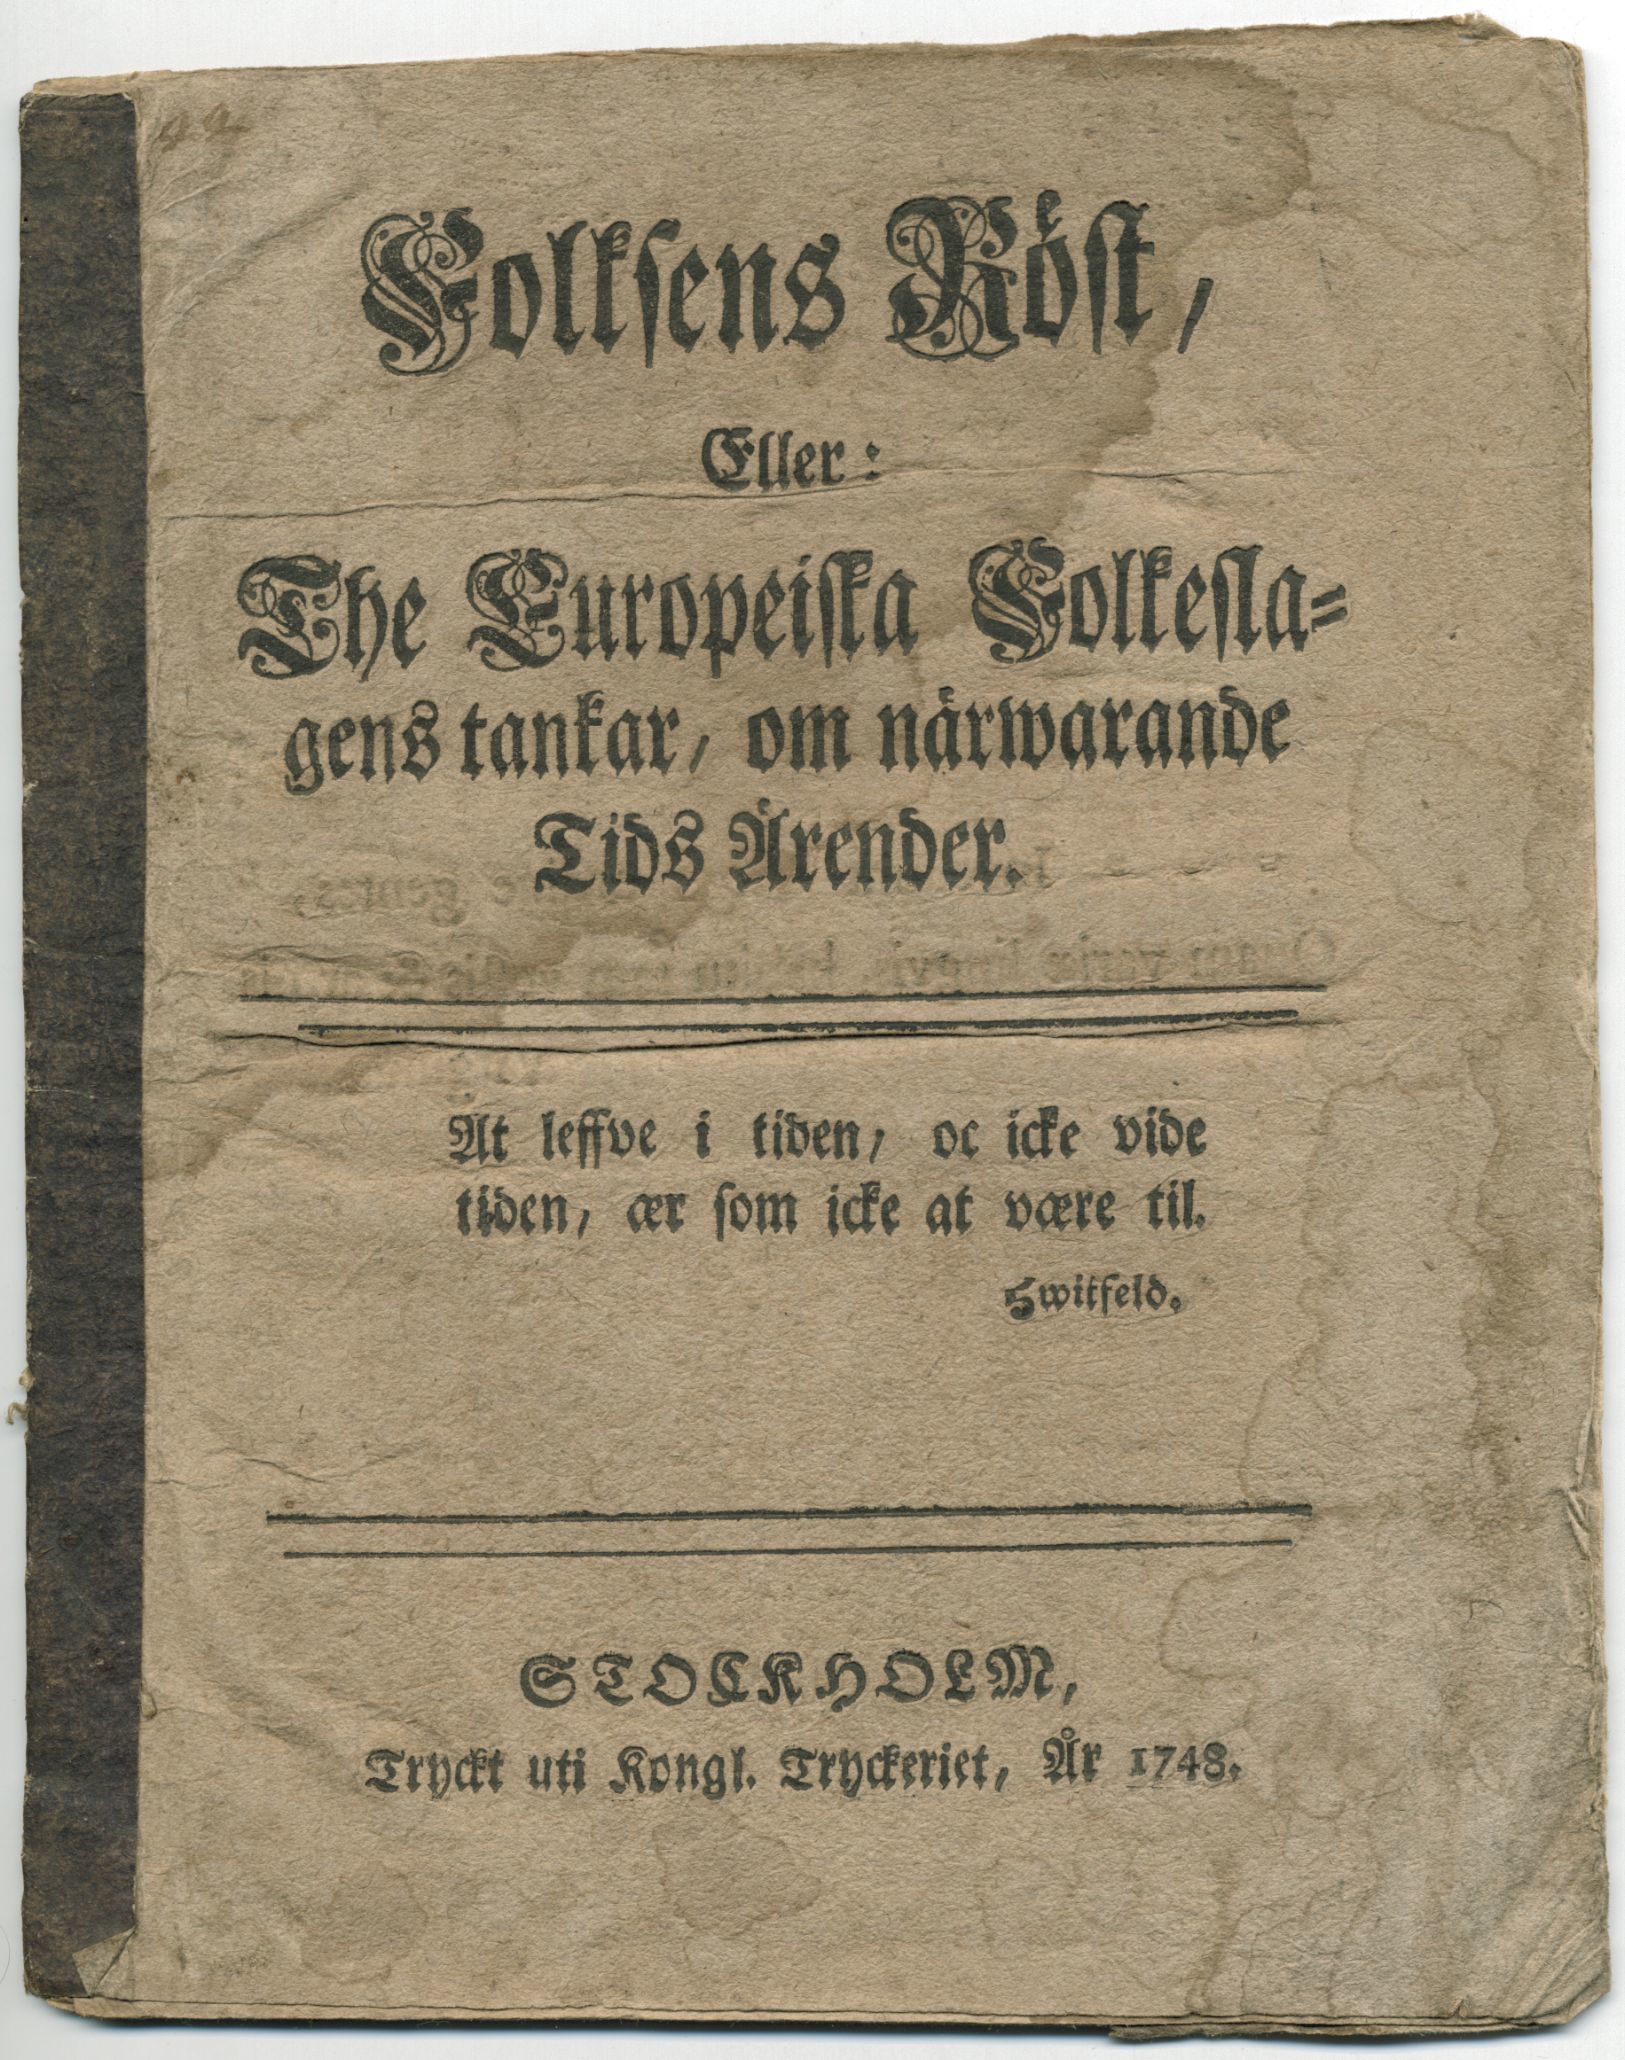 Folksens Röst,
Eller:
The Europeiska Folkesla-
gens tankar, om närwarande
Tids Ärender.
At leffve i tiden, oc icke vide
tiden, ær som icke at være til.
Hwitfeld.
STOCKHOLM,
Tryckt uti Kongl. Tryckeriet, År 1748.